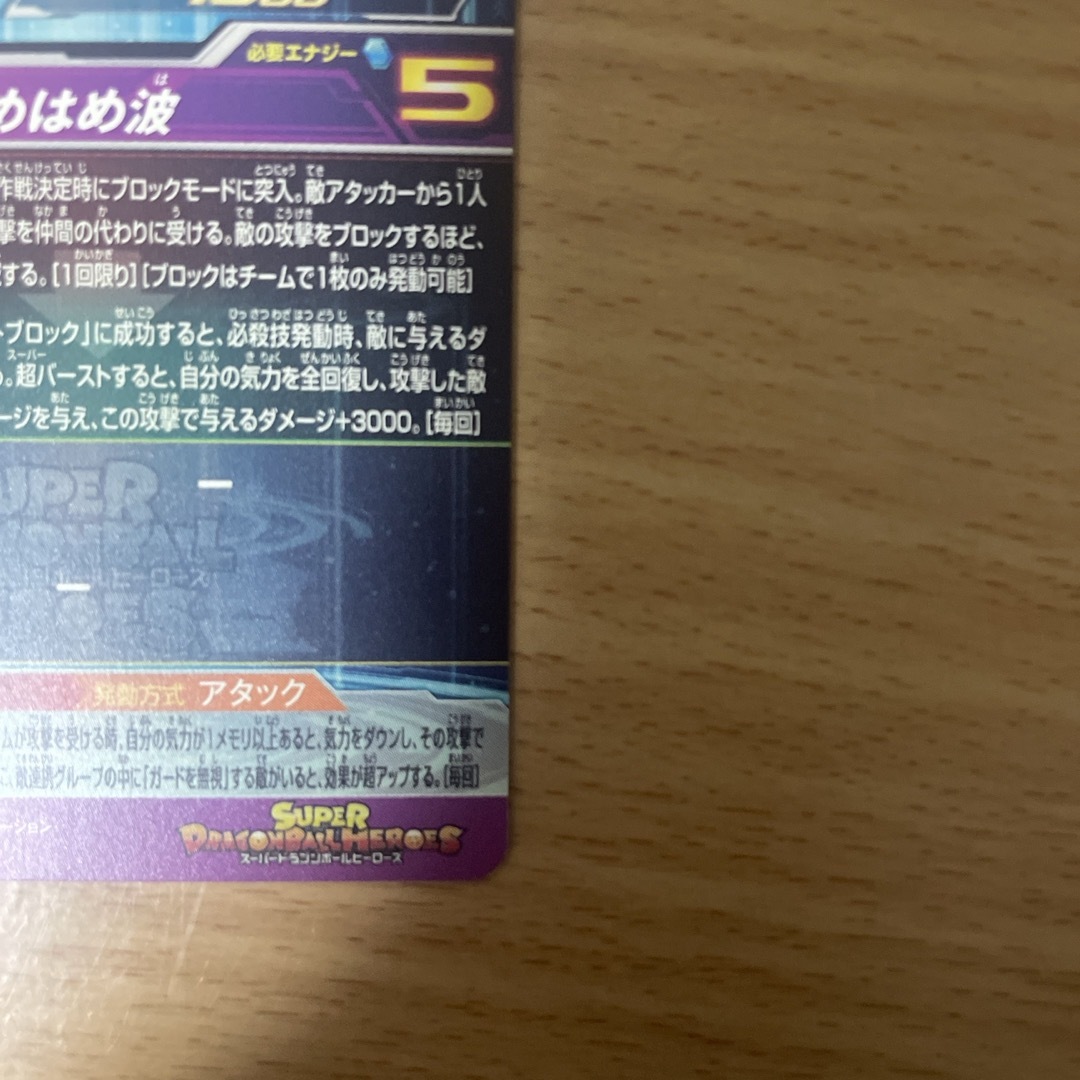 必要エナジー 5
めはめ波
作戦決定時にブロックモードに突入。敵アタッカーから1人
撃を仲間の代わりに受ける。敵の攻撃をブロックするほど、
する。[1回限り][ブロックはチームで1枚のみ発動可能]
トブロック」に成功すると、必殺技発動時、敵に与えるダ
。超バーストすると、自分の気力を全回復し、攻撃した敵
ージを与え、この攻撃で与えるダメージ+3000。[毎回]
SUPER
DRAGONBALL
HEROES
発動方式 アタック
ムが攻撃を受ける時、自分の気力が1メモリ以上あると、気力をダウンし、その攻撃で
、敵連携グループの中に「ガードを無視」する敵がいると、効果が超アップする。[毎回]
ーション
SUPER
DRAGONBALL HEROES
スーパードラゴンボールヒーローズ